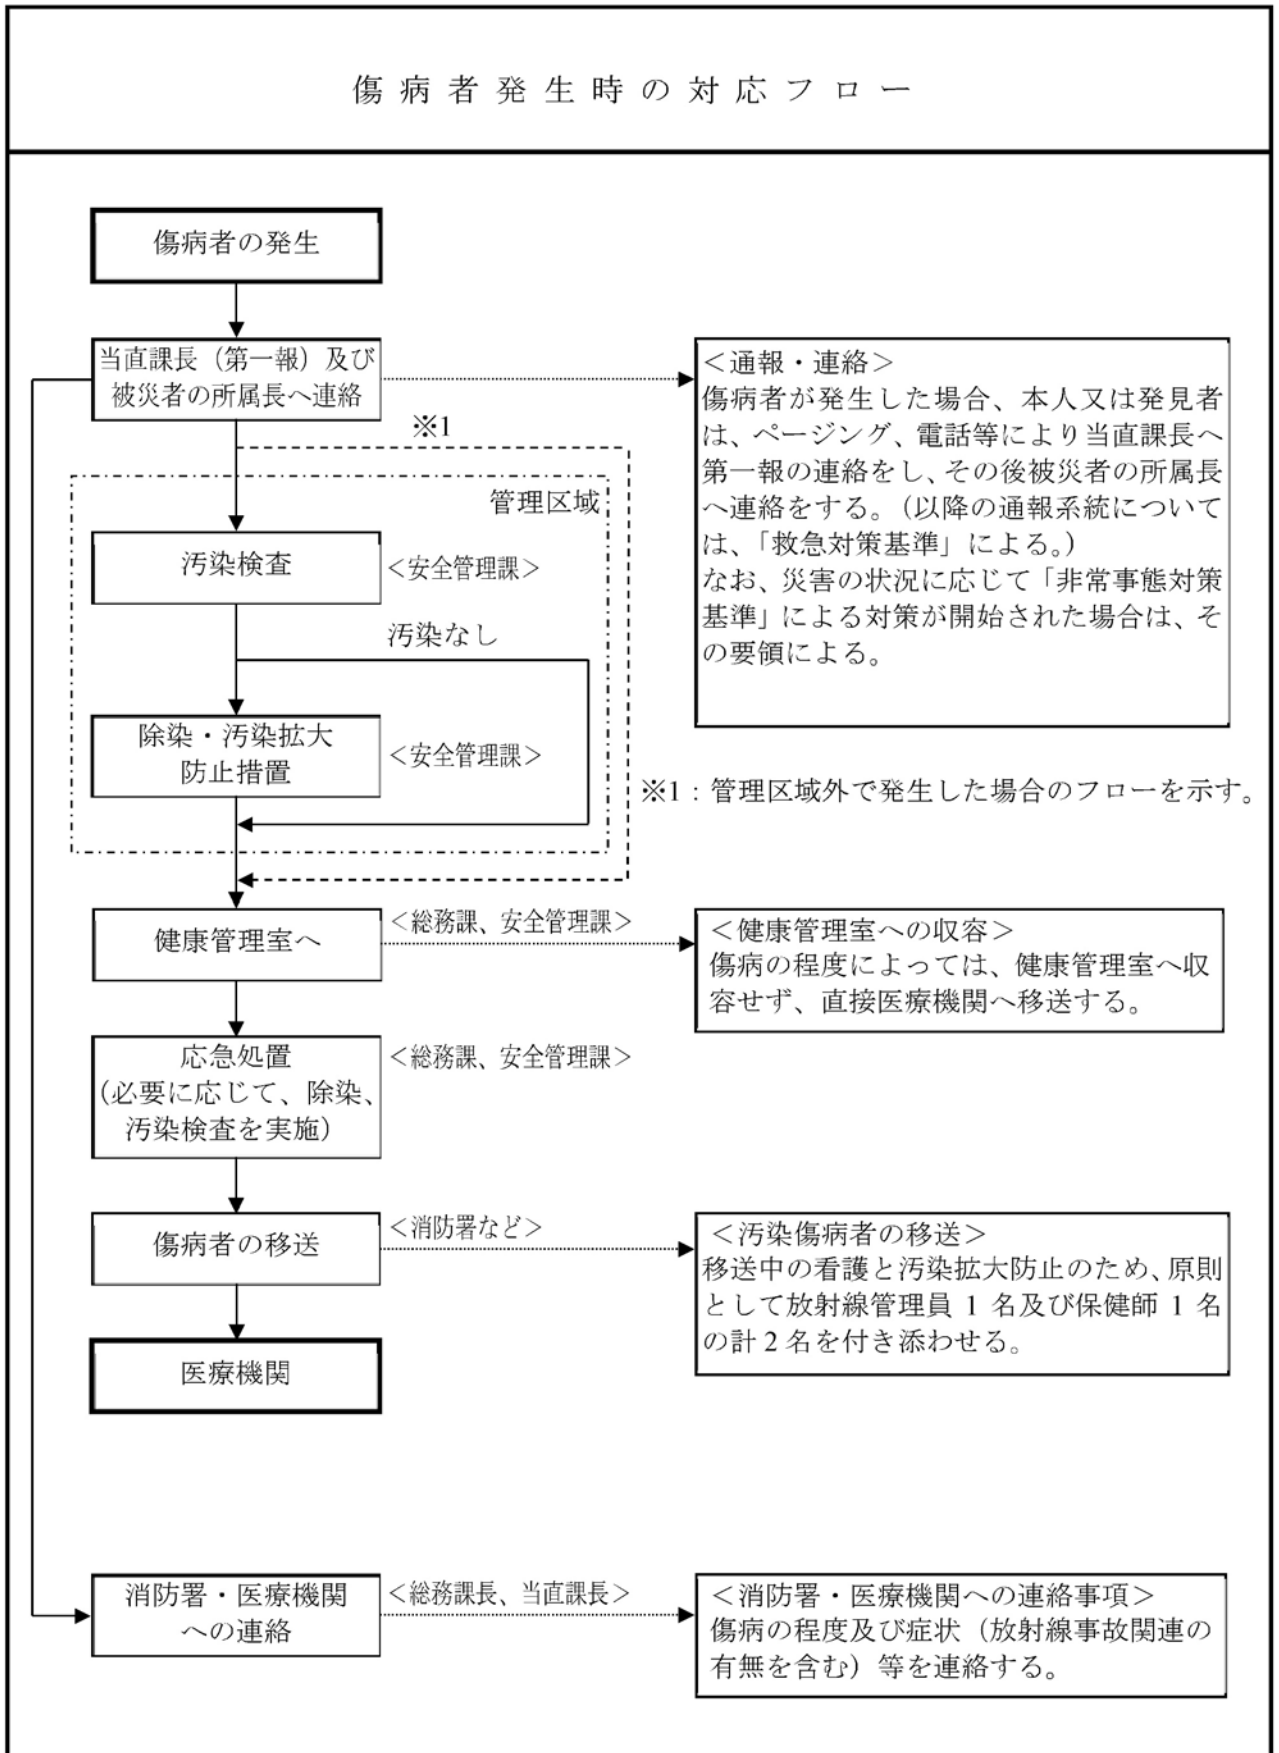 傷病者発生時の対応フロー
傷病者の発生
当直課長（第一報）及び
被災者の所属長へ連絡
＜通報・連絡＞
傷病者が発生した場合、本人又は発見者
は、ページング、電話等により当直課長へ
第一報の連絡をし、その後被災者の所属長
へ連絡をする。（以降の通報系統について
は、「救急対策基準」による。）
なお、災害の状況に応じて「非常事態対策
基準」による対策が開始された場合は、そ
の要領による。
※1
管理区域
汚染検査
＜安全管理課＞
汚染なし
除染・汚染拡大
防止措置
＜安全管理課＞
※1：管理区域外で発生した場合のフローを示す。
健康管理室へ
＜総務課、安全管理課＞
＜健康管理室への収容＞
傷病の程度によっては、健康管理室へ収
容せず、直接医療機関へ移送する。
応急処置
（必要に応じて、除染、
汚染検査を実施）
＜総務課、安全管理課＞
傷病者の移送
＜消防署など＞
＜汚染傷病者の移送＞
移送中の看護と汚染拡大防止のため、原則
として放射線管理員 1 名及び保健師 1 名
の計 2 名を付き添わせる。
医療機関
消防署・医療機関
への連絡
＜総務課長、当直課長＞
＜消防署・医療機関への連絡事項＞
傷病の程度及び症状（放射線事故関連の
有無を含む）等を連絡する。